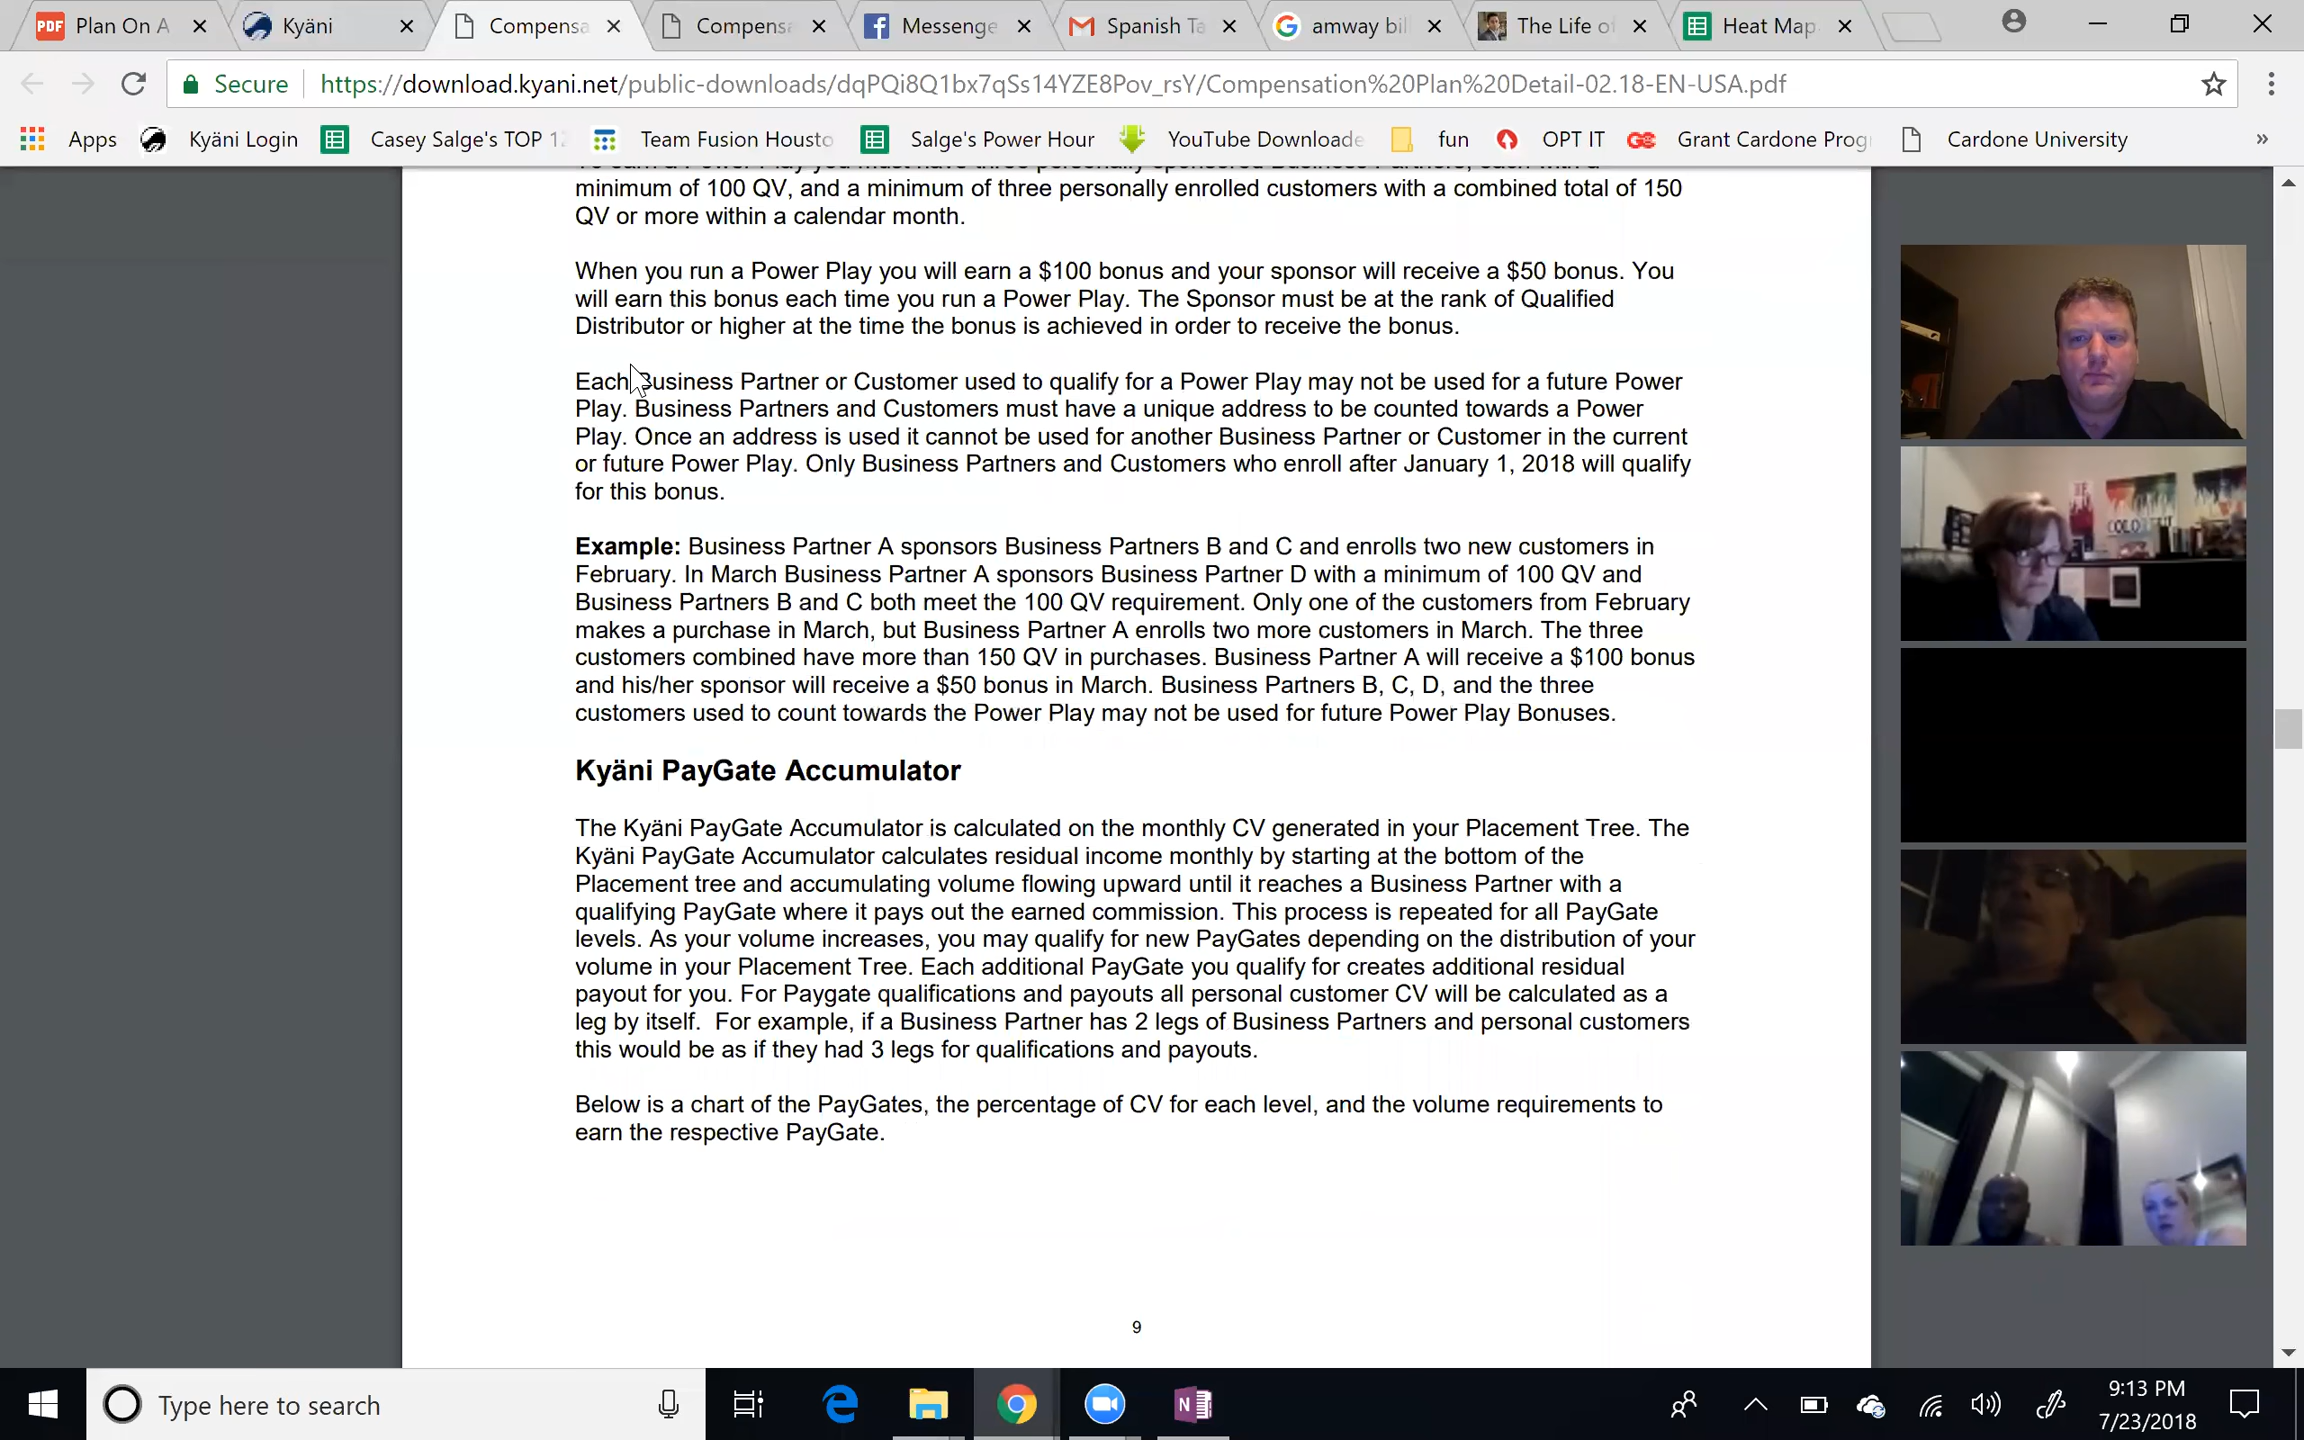 Plan On A
Kyäni
Compensa
Compensa
Messenge
Spanish Ta
amway bil
The Life of
Heat Map
Secure https://download.kyani.net/public-downloads/dqPQi8Q1bx7qSs14YZE8Pov_rsY/Compensation%20Plan%20Detail-02.18-EN-USA.pdf
Apps Kyäni Login Casey Salge's TOP 12 Team Fusion Housto Salge's Power Hour YouTube Downloade fun OPT IT Grant Cardone Prog Cardone University »
To earn a Power Play you must have three personally sponsored Business Partners, each with a
minimum of 100 QV, and a minimum of three personally enrolled customers with a combined total of 150
QV or more within a calendar month.
When you run a Power Play you will earn a $100 bonus and your sponsor will receive a $50 bonus. You
will earn this bonus each time you run a Power Play. The Sponsor must be at the rank of Qualified
Distributor or higher at the time the bonus is achieved in order to receive the bonus.
Each Business Partner or Customer used to qualify for a Power Play may not be used for a future Power
Play. Business Partners and Customers must have a unique address to be counted towards a Power
Play. Once an address is used it cannot be used for another Business Partner or Customer in the current
or future Power Play. Only Business Partners and Customers who enroll after January 1, 2018 will qualify
for this bonus.
Example: Business Partner A sponsors Business Partners B and C and enrolls two new customers in
February. In March Business Partner A sponsors Business Partner D with a minimum of 100 QV and
Business Partners B and C both meet the 100 QV requirement. Only one of the customers from February
makes a purchase in March, but Business Partner A enrolls two more customers in March. The three
customers combined have more than 150 QV in purchases. Business Partner A will receive a $100 bonus
and his/her sponsor will receive a $50 bonus in March. Business Partners B, C, D, and the three
customers used to count towards the Power Play may not be used for future Power Play Bonuses.
Kyäni PayGate Accumulator
The Kyäni PayGate Accumulator is calculated on the monthly CV generated in your Placement Tree. The
Kyäni PayGate Accumulator calculates residual income monthly by starting at the bottom of the
Placement tree and accumulating volume flowing upward until it reaches a Business Partner with a
qualifying PayGate where it pays out the earned commission. This process is repeated for all PayGate
levels. As your volume increases, you may qualify for new PayGates depending on the distribution of your
volume in your Placement Tree. Each additional PayGate you qualify for creates additional residual
payout for you. For Paygate qualifications and payouts all personal customer CV will be calculated as a
leg by itself. For example, if a Business Partner has 2 legs of Business Partners and personal customers
this would be as if they had 3 legs for qualifications and payouts.
Below is a chart of the PayGates, the percentage of CV for each level, and the volume requirements to
earn the respective PayGate.
9
Type here to search
9:13 PM
7/23/2018